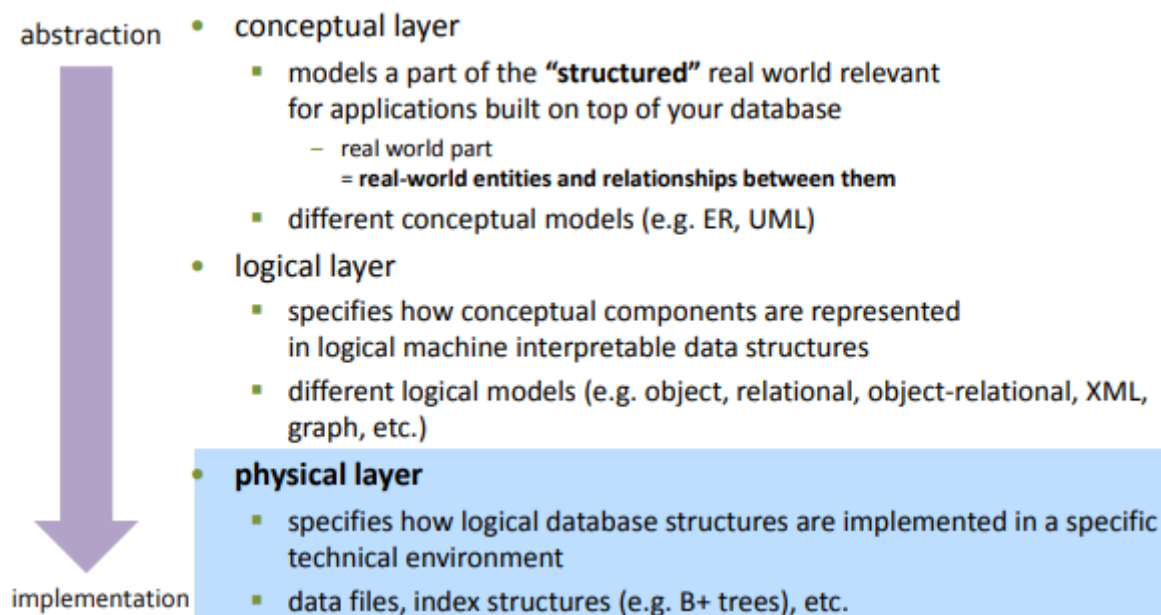 abstraction
• conceptual layer
▪ models a part of the “structured” real world relevant
for applications built on top of your database
– real world part
= real-world entities and relationships between them
▪ different conceptual models (e.g. ER, UML)
• logical layer
▪ specifies how conceptual components are represented
in logical machine interpretable data structures
▪ different logical models (e.g. object, relational, object-relational, XML,
graph, etc.)
• physical layer
▪ specifies how logical database structures are implemented in a specific
technical environment
implementation
▪ data files, index structures (e.g. B+ trees), etc.